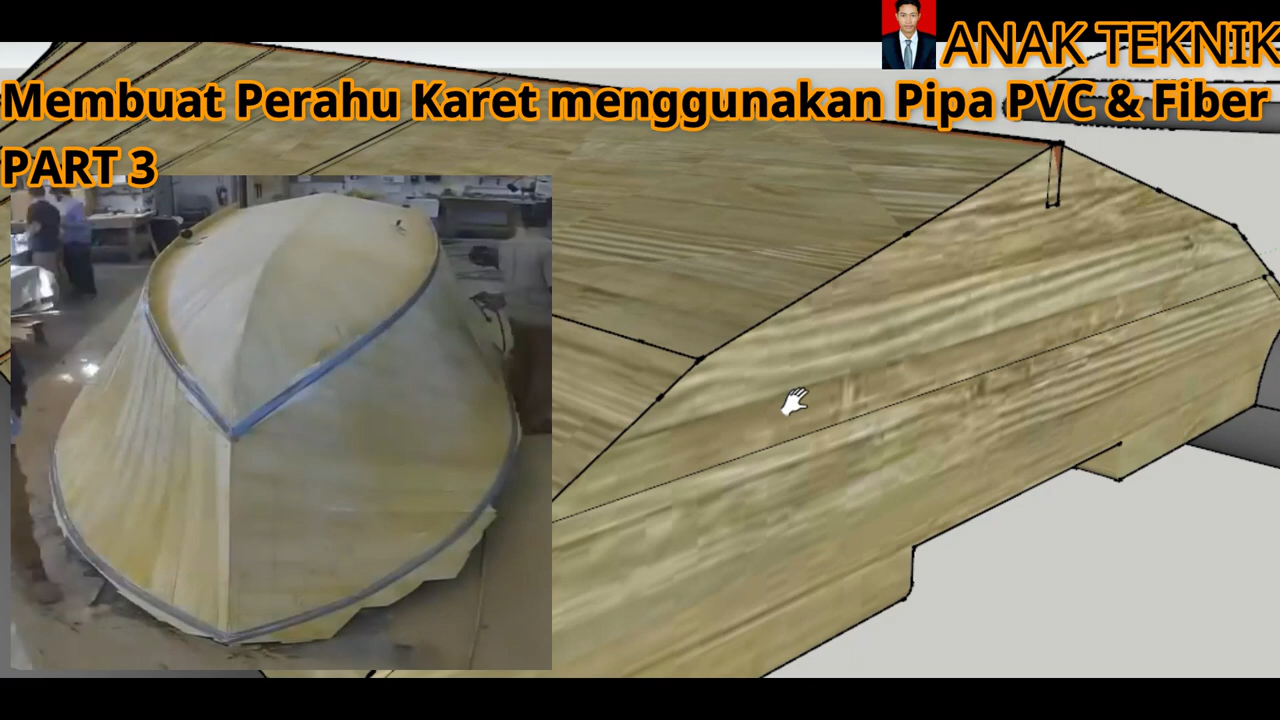 ANAK TEKNIK
Membuat Perahu Karet menggunakan Pipa PVC & Fiber
PART 3